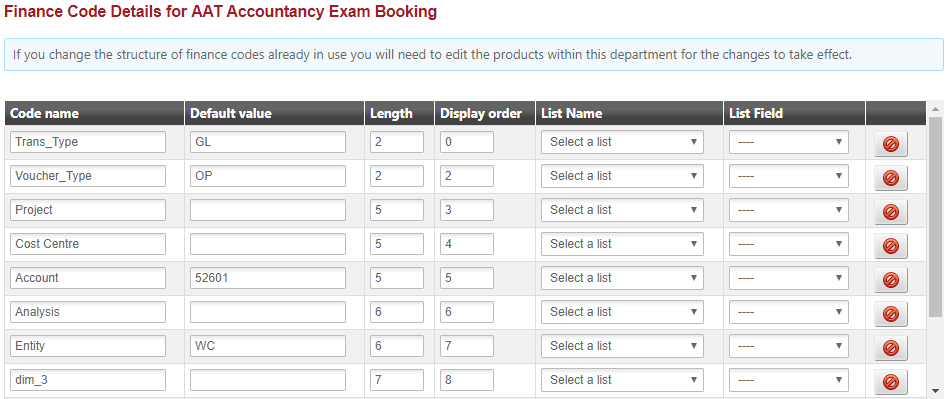 Finance Code Details for AAT Accountancy Exam Booking
If you change the structure of finance codes already in use you will need to edit the products within this department for the changes to take effect.
Code name Default value Length Display order List Name List Field
Trans_Type GL 2 0 Select a list ----
Voucher_Type OP 2 2 Select a list ----
Project 5 3 Select a list ----
Cost Centre 5 4 Select a list ----
Account 52601 5 5 Select a list ----
Analysis 6 6 Select a list ----
Entity WC 6 7 Select a list ----
dim_3 7 8 Select a list ----